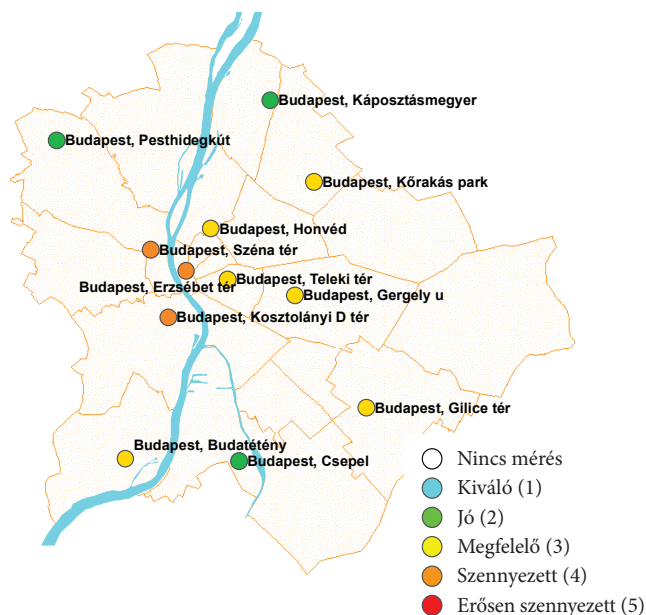 Budapest, Káposztásmegyer
Budapest, Pesthidegkút
Budapest, Kőrakás park
Budapest, Honvéd
Budapest, Széna tér
Budapest, Teleki tér
Budapest, Erzsébet tér
Budapest, Gergely u
Budapest, Kosztolányi D tér
Budapest, Gilice tér
Budapest, Budatétény
Budapest, Csepel
Nincs mérés
Kiváló (1)
Jó (2)
Megfelelő (3)
Szennyezett (4)
Erősen szennyezett (5)